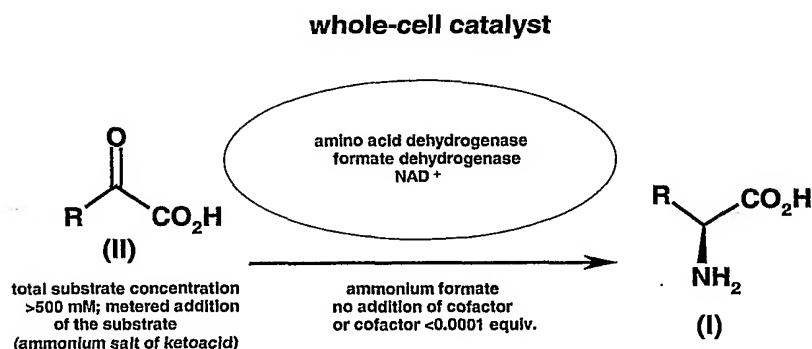 whole-cell catalyst
amino acid dehydrogenase
formate dehydrogenase
NAD +
O
R
CO2H
(II)
total substrate concentration
>500 mM; metered addition
of the substrate
(ammonium salt of ketoacid)
ammonium formate
no addition of cofactor
or cofactor <0.0001 equiv.
R
CO2H
NH2
(I)